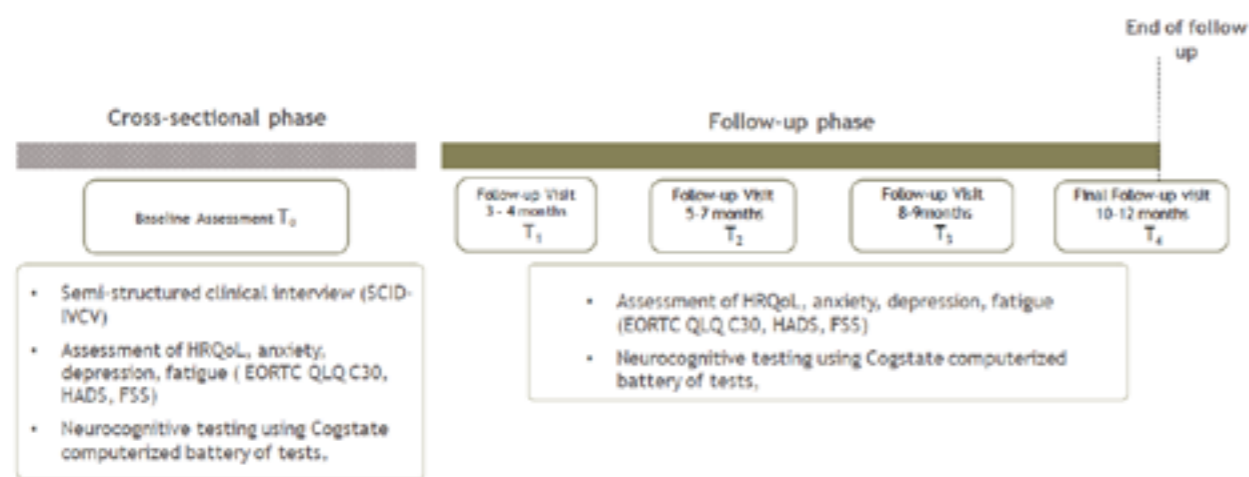 End of follow
up
Cross-sectional phase
Follow-up phase
Baseline Assessment T₀
Follow-up Visit
3 - 4 months
T₁
Follow-up Visit
5-7 months
T₂
Follow-up Visit
8-9months
T₃
Final Follow-up visit
10-12 months
T₄
• Semi-structured clinical interview (SCID-
IVCV)
• Assessment of HRQoL, anxiety,
depression, fatigue ( EORTC QLQ C30,
HADS, FSS)
• Neurocognitive testing using Cogstate
computerized battery of tests.
• Assessment of HRQoL, anxiety, depression, fatigue
(EORTC QLQ C30, HADS, FSS)
• Neurocognitive testing using Cogstate computerized
battery of tests.